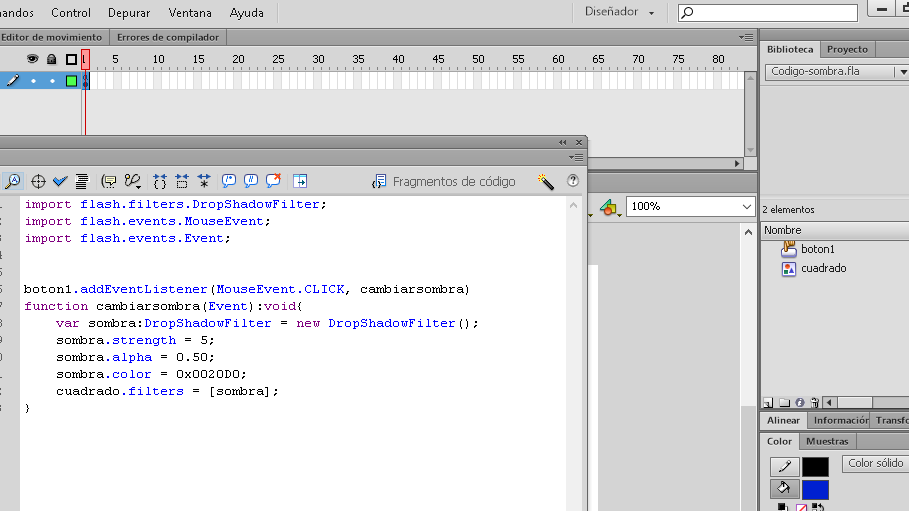 Control Depurar Ventana Ayuda
Diseñador
Editor de movimiento Errores de compilador
5 10 15 20 25 30 35 40 45 50 55 60 65 70 75 80
Biblioteca Proyecto
Codigo-sombra.fla
Fragmentos de código
100%
2 elementos
Nombre
boton1
cuadrado
import flash.filters.DropShadowFilter;
import flash.events.MouseEvent;
import flash.events.Event;
boton1.addEventListener(MouseEvent.CLICK, cambiarsombra)
function cambiarsombra(Event):void{
var sombra:DropShadowFilter = new DropShadowFilter();
sombra.strength = 5;
sombra.alpha = 0.50;
sombra.color = 0x0020D0;
cuadrado.filters = [sombra];
}
Alinear Información
Color Muestras
Color sólido